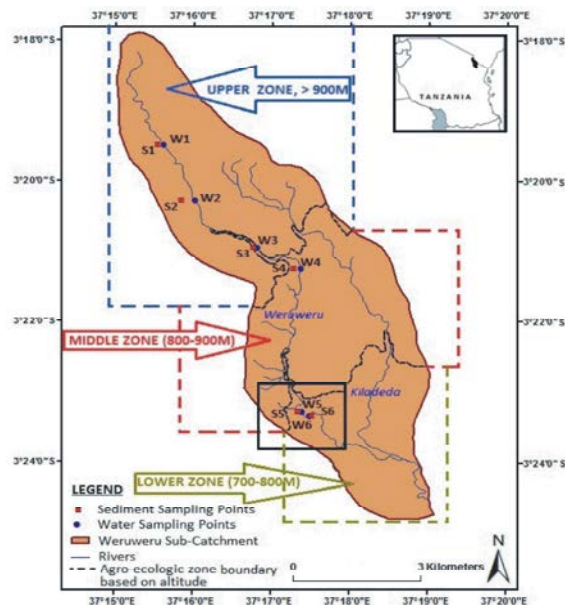 37°15'0"E 37°16'0"E 37°17'0"E 37°18'0"E 37°19'0"E 37°20'0"E
3°18'0"S
3°18'0"S
TANZANIA
UPPER ZONE, > 900M
S1
W1
3°20'0"S
3°20'0"S
S2
W2
W3
S3
S4
W4
3°22'0"S
3°22'0"S
Weruweru
MIDDLE ZONE (800-900M)
Kiladeda
S5
W5
S6
W6
3°24'0"S
3°24'0"S
LOWER ZONE (700-800M)
LEGEND
Sediment Sampling Points
Water Sampling Points
Weruweru Sub-Catchment
Rivers
Agro-ecologic zone boundary
based on altitude
0 3 Kilometers
N
37°15'0"E 37°16'0"E 37°17'0"E 37°18'0"E 37°19'0"E 37°20'0"E